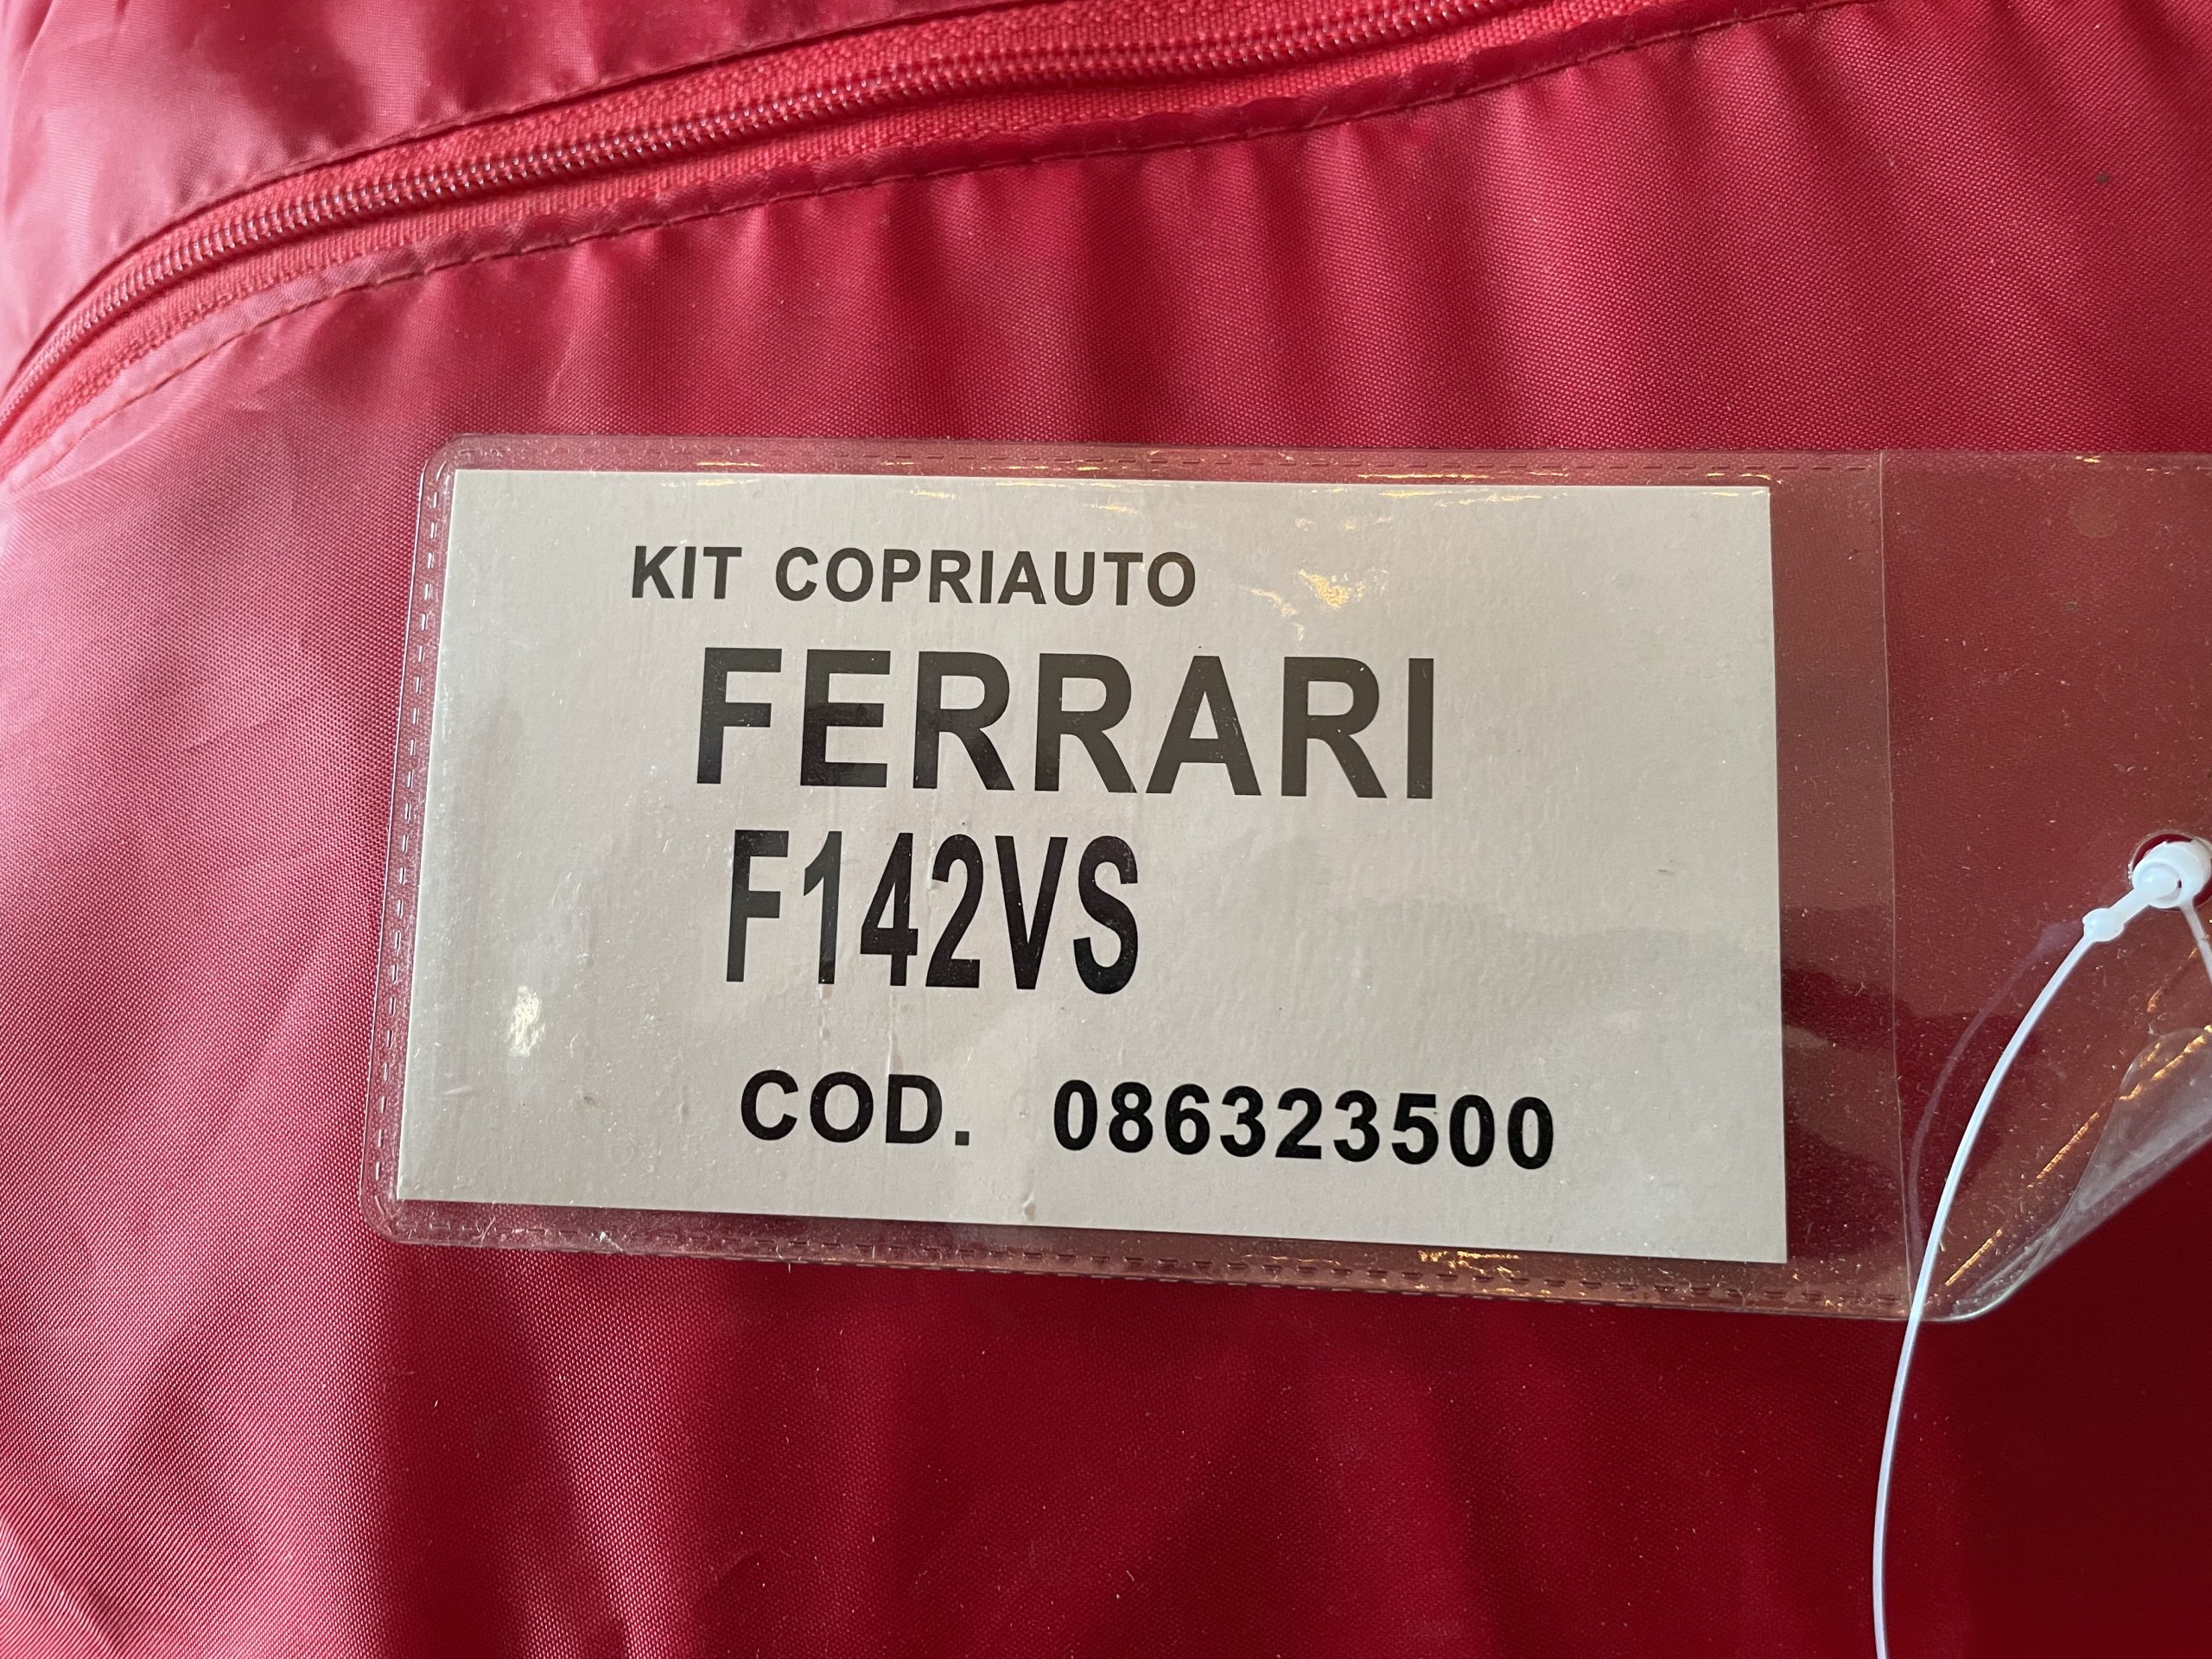 KIT COPRIAUTO
FERRARI
F142VS
COD. 086323500